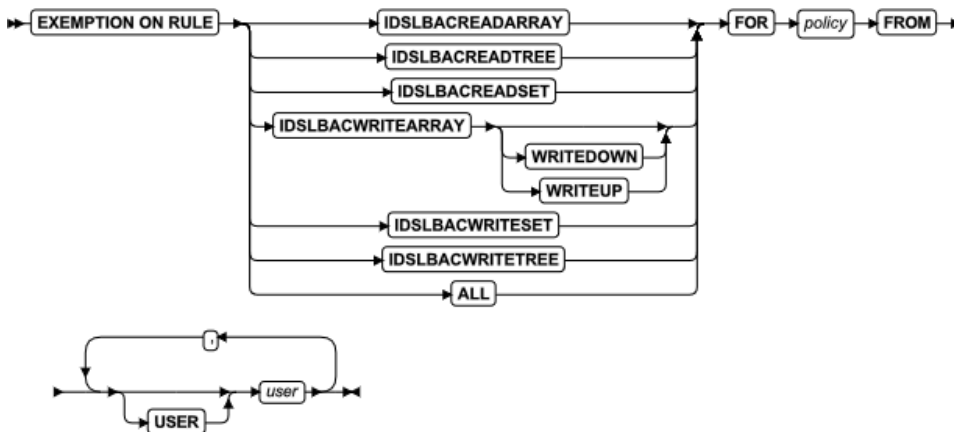 EXEMPTION ON RULE IDSLBACREADARRAY FOR policy FROM
IDSLBACREADTREE
IDSLBACREADSET
IDSLBACWRITEARRAY
WRITEDOWN
WRITEUP
IDSLBACWRITESET
IDSLBACWRITETREE
ALL
,
user
USER